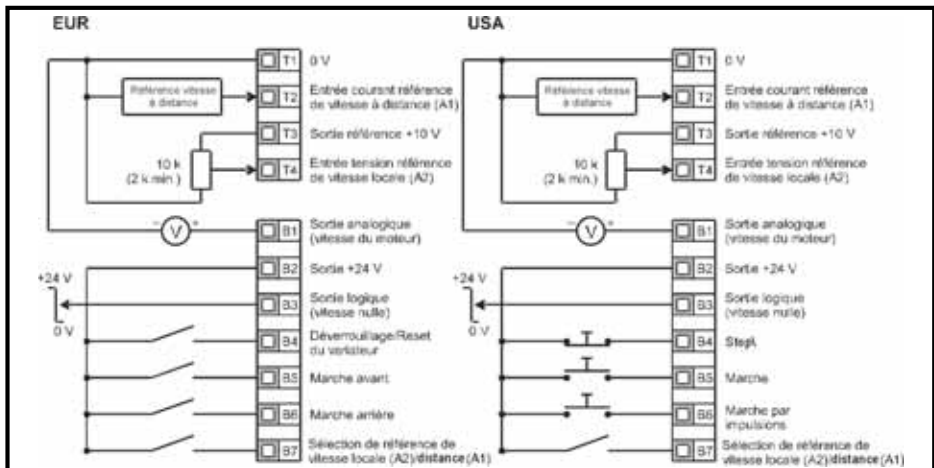 EUR
T1 0 V
Référence vitesse
à distance
T2 Entrée courant référence
de vitesse à distance (A1)
T3 Sortie référence +10 V
10 k
(2 k min.)
T4 Entrée tension référence
de vitesse locale (A2)
− V +
B1 Sortie analogique
(vitesse du moteur)
+24 V
B2 Sortie +24 V
0 V
B3 Sortie logique
(vitesse nulle)
B4 Déverrouillage/Reset
du variateur
B5 Marche avant
B6 Marche arrière
B7 Sélection de référence de
vitesse locale (A2)/distance (A1)
USA
T1 0 V
Référence vitesse
à distance
T2 Entrée courant référence
de vitesse à distance (A1)
T3 Sortie référence +10 V
10 k
(2 k min.)
T4 Entrée tension référence
de vitesse locale (A2)
− V +
B1 Sortie analogique
(vitesse du moteur)
+24 V
B2 Sortie +24 V
0 V
B3 Sortie logique
(vitesse nulle)
B4
B5 Marche
B6 Marche par
impulsions
B7 Sélection de référence de
vitesse locale (A2)/distance (A1)